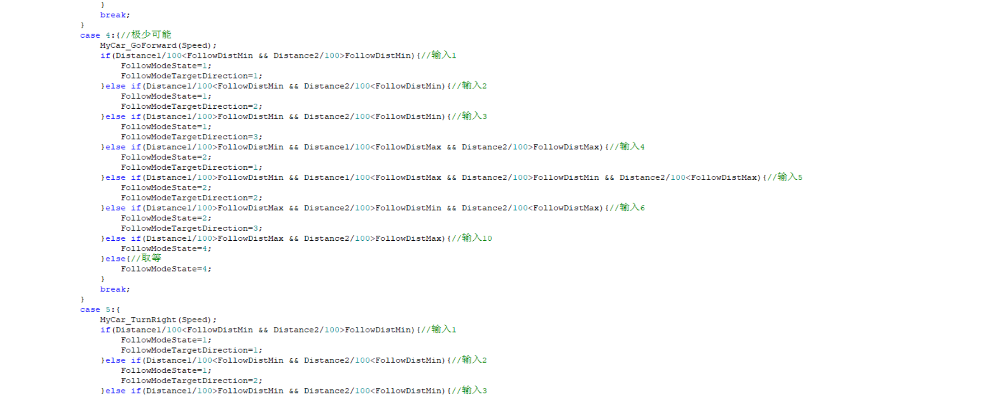 }
break;
}
case 4:{//极少可能
MyCar_GoForward(Speed);
if(Distance1/100<FollowDistMin && Distance2/100>FollowDistMin){//输入1
FollowModeState=1;
FollowModeTargetDirection=1;
}else if(Distance1/100<FollowDistMin && Distance2/100<FollowDistMin){//输入2
FollowModeState=1;
FollowModeTargetDirection=2;
}else if(Distance1/100>FollowDistMin && Distance2/100<FollowDistMin){//输入3
FollowModeState=1;
FollowModeTargetDirection=3;
}else if(Distance1/100>FollowDistMin && Distance1/100<FollowDistMax && Distance2/100>FollowDistMax){//输入4
FollowModeState=2;
FollowModeTargetDirection=1;
}else if(Distance1/100>FollowDistMin && Distance1/100<FollowDistMax && Distance2/100>FollowDistMin && Distance2/100<FollowDistMax){//输入5
FollowModeState=2;
FollowModeTargetDirection=2;
}else if(Distance1/100>FollowDistMax && Distance2/100>FollowDistMin && Distance2/100<FollowDistMax){//输入6
FollowModeState=2;
FollowModeTargetDirection=3;
}else if(Distance1/100>FollowDistMax && Distance2/100>FollowDistMax){//输入10
FollowModeState=4;
}else{//取等
FollowModeState=4;
}
break;
}
case 5:{
MyCar_TurnRight(Speed);
if(Distance1/100<FollowDistMin && Distance2/100>FollowDistMin){//输入1
FollowModeState=1;
FollowModeTargetDirection=1;
}else if(Distance1/100<FollowDistMin && Distance2/100<FollowDistMin){//输入2
FollowModeState=1;
FollowModeTargetDirection=2;
}else if(Distance1/100>FollowDistMin && Distance2/100<FollowDistMin){//输入3